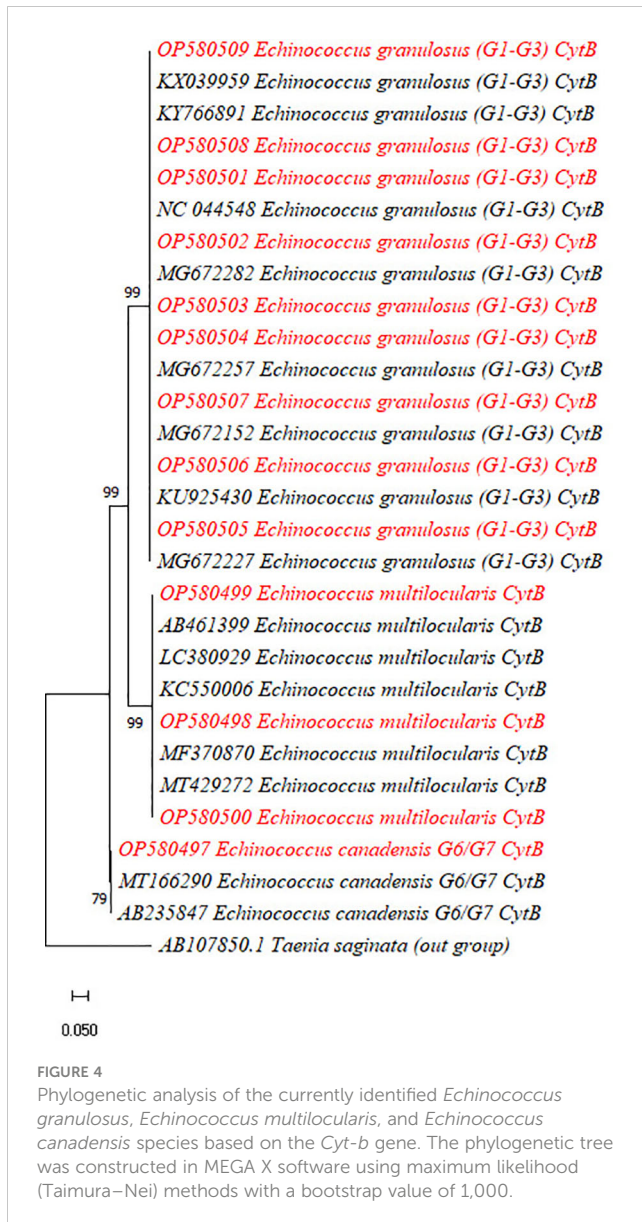 OP580509 Echinococcus granulosus (G1-G3) CytB
KX039959 Echinococcus granulosus (G1-G3) CytB
KY766891 Echinococcus granulosus (G1-G3) CytB
OP580508 Echinococcus granulosus (G1-G3) CytB
OP580501 Echinococcus granulosus (G1-G3) CytB
NC 044548 Echinococcus granulosus (G1-G3) CytB
OP580502 Echinococcus granulosus (G1-G3) CytB
MG672282 Echinococcus granulosus (G1-G3) CytB
99
OP580503 Echinococcus granulosus (G1-G3) CytB
OP580504 Echinococcus granulosus (G1-G3) CytB
MG672257 Echinococcus granulosus (G1-G3) CytB
OP580507 Echinococcus granulosus (G1-G3) CytB
MG672152 Echinococcus granulosus (G1-G3) CytB
OP580506 Echinococcus granulosus (G1-G3) CytB
99
KU925430 Echinococcus granulosus (G1-G3) CytB
OP580505 Echinococcus granulosus (G1-G3) CytB
MG672227 Echinococcus granulosus (G1-G3) CytB
OP580499 Echinococcus multilocularis CytB
AB461399 Echinococcus multilocularis CytB
LC380929 Echinococcus multilocularis CytB
KC550006 Echinococcus multilocularis CytB
99
OP580498 Echinococcus multilocularis CytB
MF370870 Echinococcus multilocularis CytB
MT429272 Echinococcus multilocularis CytB
OP580500 Echinococcus multilocularis CytB
OP580497 Echinococcus canadensis G6/G7 CytB
MT166290 Echinococcus canadensis G6/G7 CytB
79
AB235847 Echinococcus canadensis G6/G7 CytB
AB107850.1 Taenia saginata (out group)
0.050
FIGURE 4
Phylogenetic analysis of the currently identified Echinococcus
granulosus, Echinococcus multilocularis, and Echinococcus
canadensis species based on the Cyt-b gene. The phylogenetic tree
was constructed in MEGA X software using maximum likelihood
(Taimura–Nei) methods with a bootstrap value of 1,000.